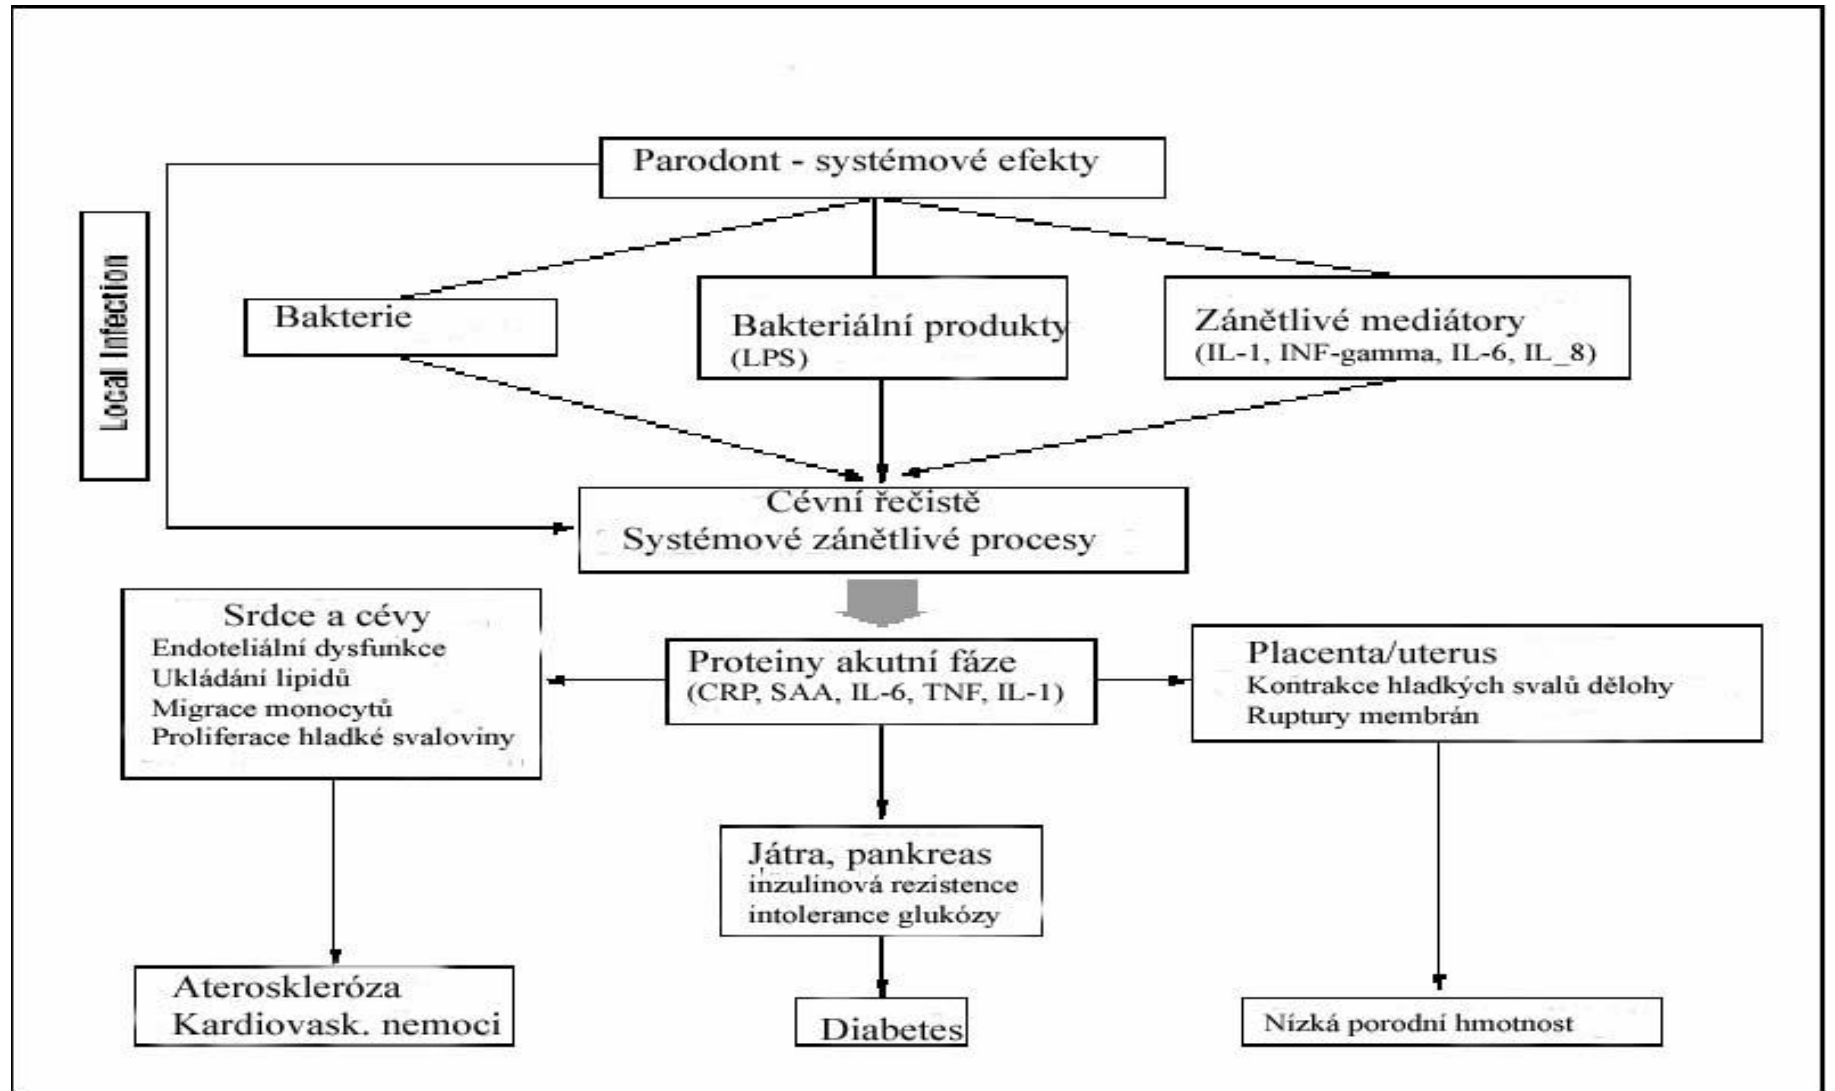 Parodont - systémové efekty
Local Infection
Bakterie
Bakteriální produkty
(LPS)
Zánětlivé mediátory
(IL-1, INF-gamma, IL-6, IL_8)
Cévní řečistě
Systémové zánětlivé procesy
Srdce a cévy
Endoteliální dysfunkce
Ukládání lipidů
Migrace monocytů
Proliferace hladké svaloviny
Proteiny akutní fáze
(CRP, SAA, IL-6, TNF, IL-1)
Placenta/uterus
Kontrakce hladkých svalů dělohy
Ruptury membrán
Játra, pankreas
inzulinová rezistence
intolerance glukózy
Ateroskleróza
Kardiovask. nemoci
Diabetes
Nízká porodní hmotnost